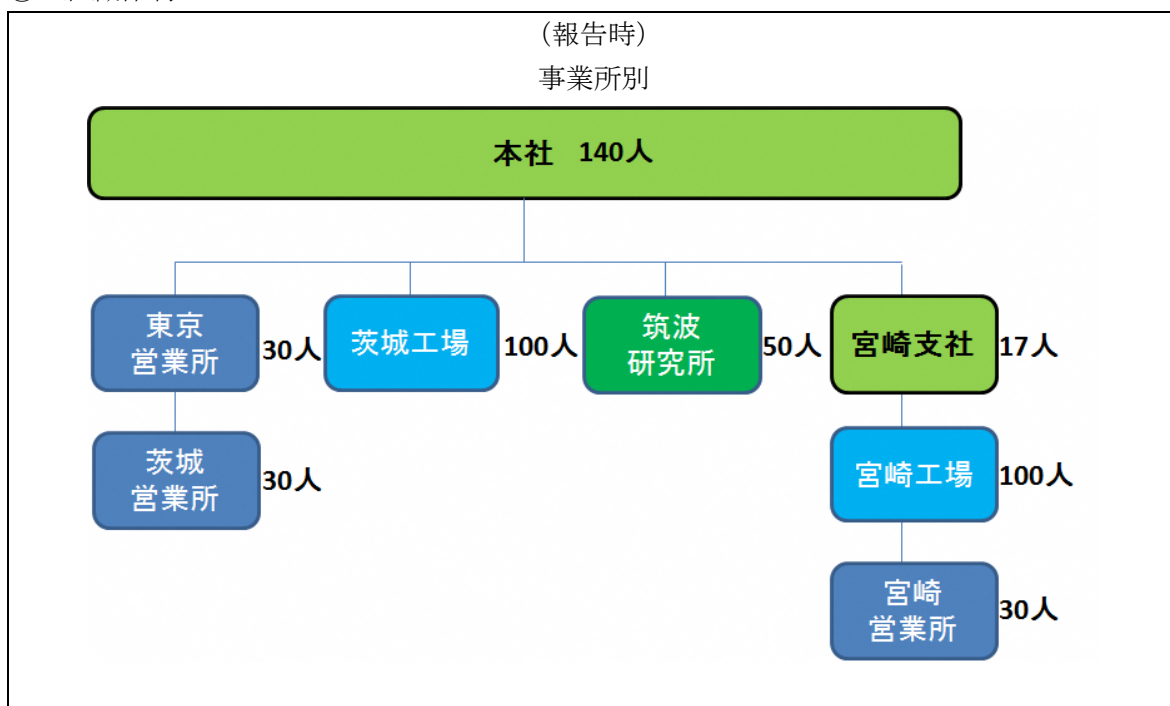 (報告時)
事業所別
本社 140人
東京
営業所
30人
茨城工場
100人
筑波
研究所
50人
宮崎支社
17人
茨城
営業所
30人
宮崎工場
100人
宮崎
営業所
30人